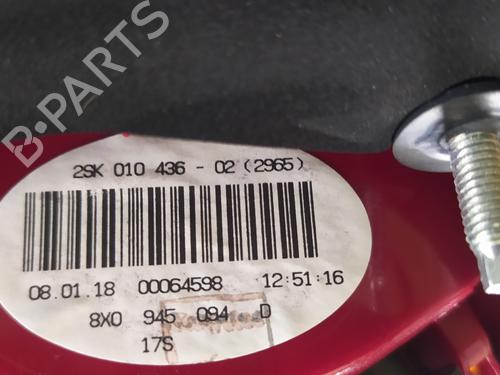 2SK 010 436 - 02 (2965)
08.01.18 00064598 12:51:16
8X0 945 094 D
17S
B-PARTS